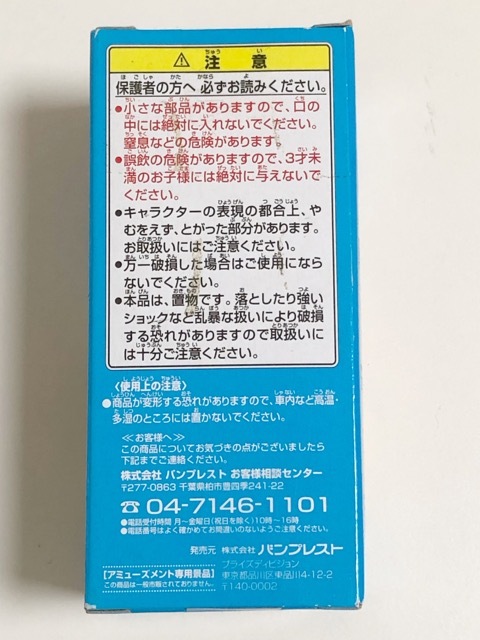 ⚠ 注意
保護者の方へ 必ずお読みください。
●小さな部品がありますので、口の
中には絶対に入れないでください。
窒息などの危険があります。
●誤飲の危険がありますので、3才未
満のお子様には絶対に与えないで
ください。
●キャラクターの表現の都合上、や
むをえず、とがった部分があります。
お取扱いにはご注意ください。
●万一破損した場合はご使用になら
ないでください。
●本品は、置物です。落としたり強い
ショックなど乱暴な扱いにより破損
する恐れがありますので取扱いに
は十分ご注意ください。
〈使用上の注意〉
●商品が変形する恐れがありますので、車内など高温・
多湿のところには置かないでください。
≪お客様へ≫
この商品についてお気づきの点がございましたら
下記までご連絡ください。
株式会社 バンプレスト お客様相談センター
〒277-0863 千葉県柏市豊四季241-22
☎04-7146-1101
●電話受付時間 月〜金曜日(祝日を除く)10時〜16時
●電話番号はよく確かめてお間違いのないようご注意ください。
発売元 株式会社 バンプレスト
プライズディビジョン
[アミューズメント専用景品] 東京都品川区東品川4-12-2
この商品は一般市販されておりません。 〒140-0002